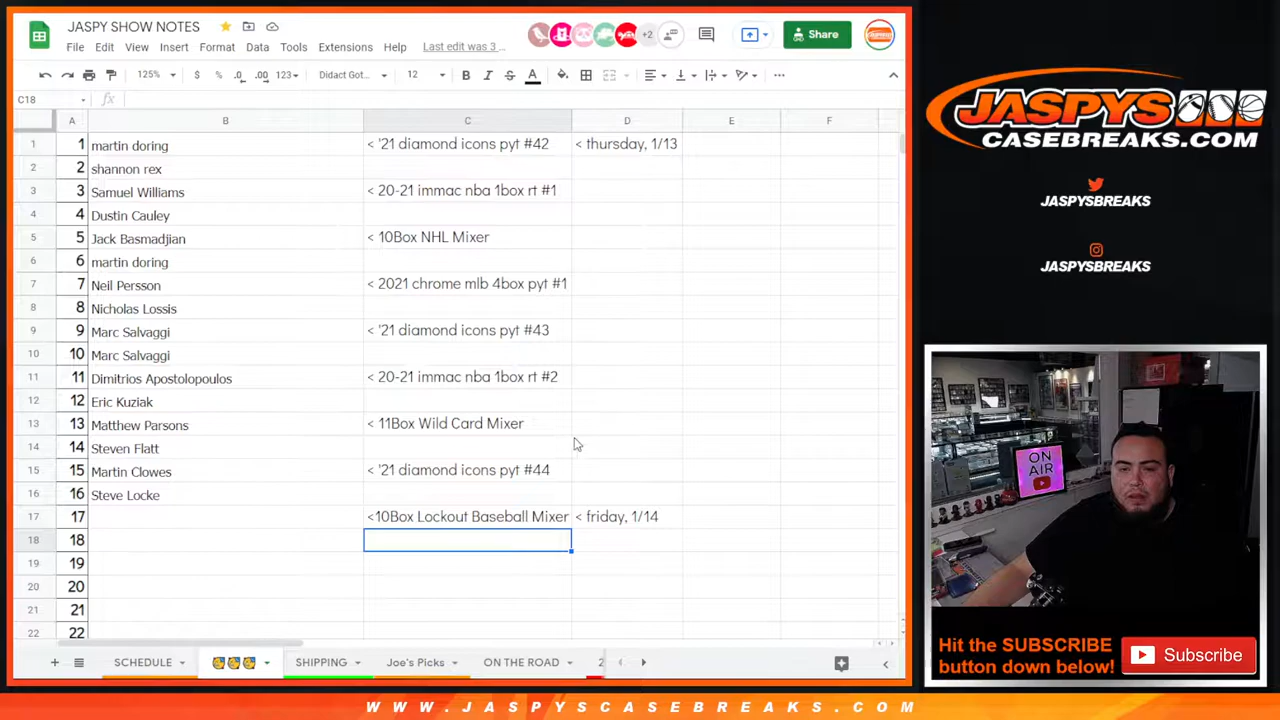 JASPY SHOW NOTES
File Edit View Insert Format Data Tools Extensions Help Last edit was 3 ...
+2
Share
125% $ % .0 .00 123 Didact Got... 12 B I S A
C18 fx
A B C D E F
1 martin doring < '21 diamond icons pyt #42 < thursday, 1/13
2 shannon rex
3 Samuel Williams < 20-21 immac nba 1box rt #1
4 Dustin Cauley
5 Jack Basmadjian < 10Box NHL Mixer
6 martin doring
7 Neil Persson < 2021 chrome mlb 4box pyt #1
8 Nicholas Lossis
9 Marc Salvaggi < '21 diamond icons pyt #43
10 Marc Salvaggi
11 Dimitrios Apostolopoulos < 20-21 immac nba 1box rt #2
12 Eric Kuziak
13 Matthew Parsons < 11Box Wild Card Mixer
14 Steven Flatt
15 Martin Clowes < '21 diamond icons pyt #44
16 Steve Locke
17 <10Box Lockout Baseball Mixer < friday, 1/14
18
19
20
21
22
SCHEDULE SHIPPING Joe's Picks ON THE ROAD 2
JASPYS
CASEBREAKS.COM
JASPYSBREAKS
JASPYSBREAKS
ON
AIR
Hit the SUBSCRIBE
button down below!
Subscribe
WWW.JASPYSCASEBREAKS.COM